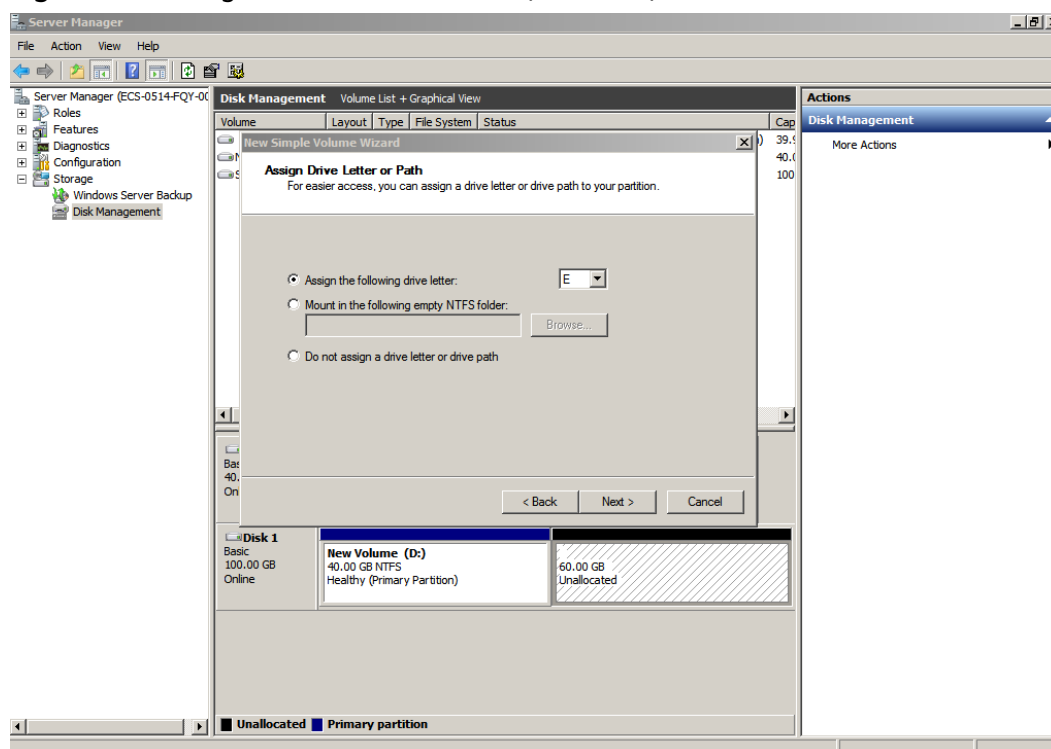 Server Manager
File Action View Help
Server Manager (ECS-0514-FQY-00
Roles
Features
Diagnostics
Configuration
Storage
Windows Server Backup
Disk Management
Disk Management Volume List + Graphical View
Volume Layout Type File System Status Cap
39.9
40.0
100
New Simple Volume Wizard
Assign Drive Letter or Path
For easier access, you can assign a drive letter or drive path to your partition.
Assign the following drive letter: E
Mount in the following empty NTFS folder:
Browse...
Do not assign a drive letter or drive path
< Back Next > Cancel
Bas
40.
On
Disk 1
Basic
100.00 GB
Online
New Volume (D:)
40.00 GB NTFS
Healthy (Primary Partition)
60.00 GB
Unallocated
Unallocated Primary partition
Actions
Disk Management
More Actions